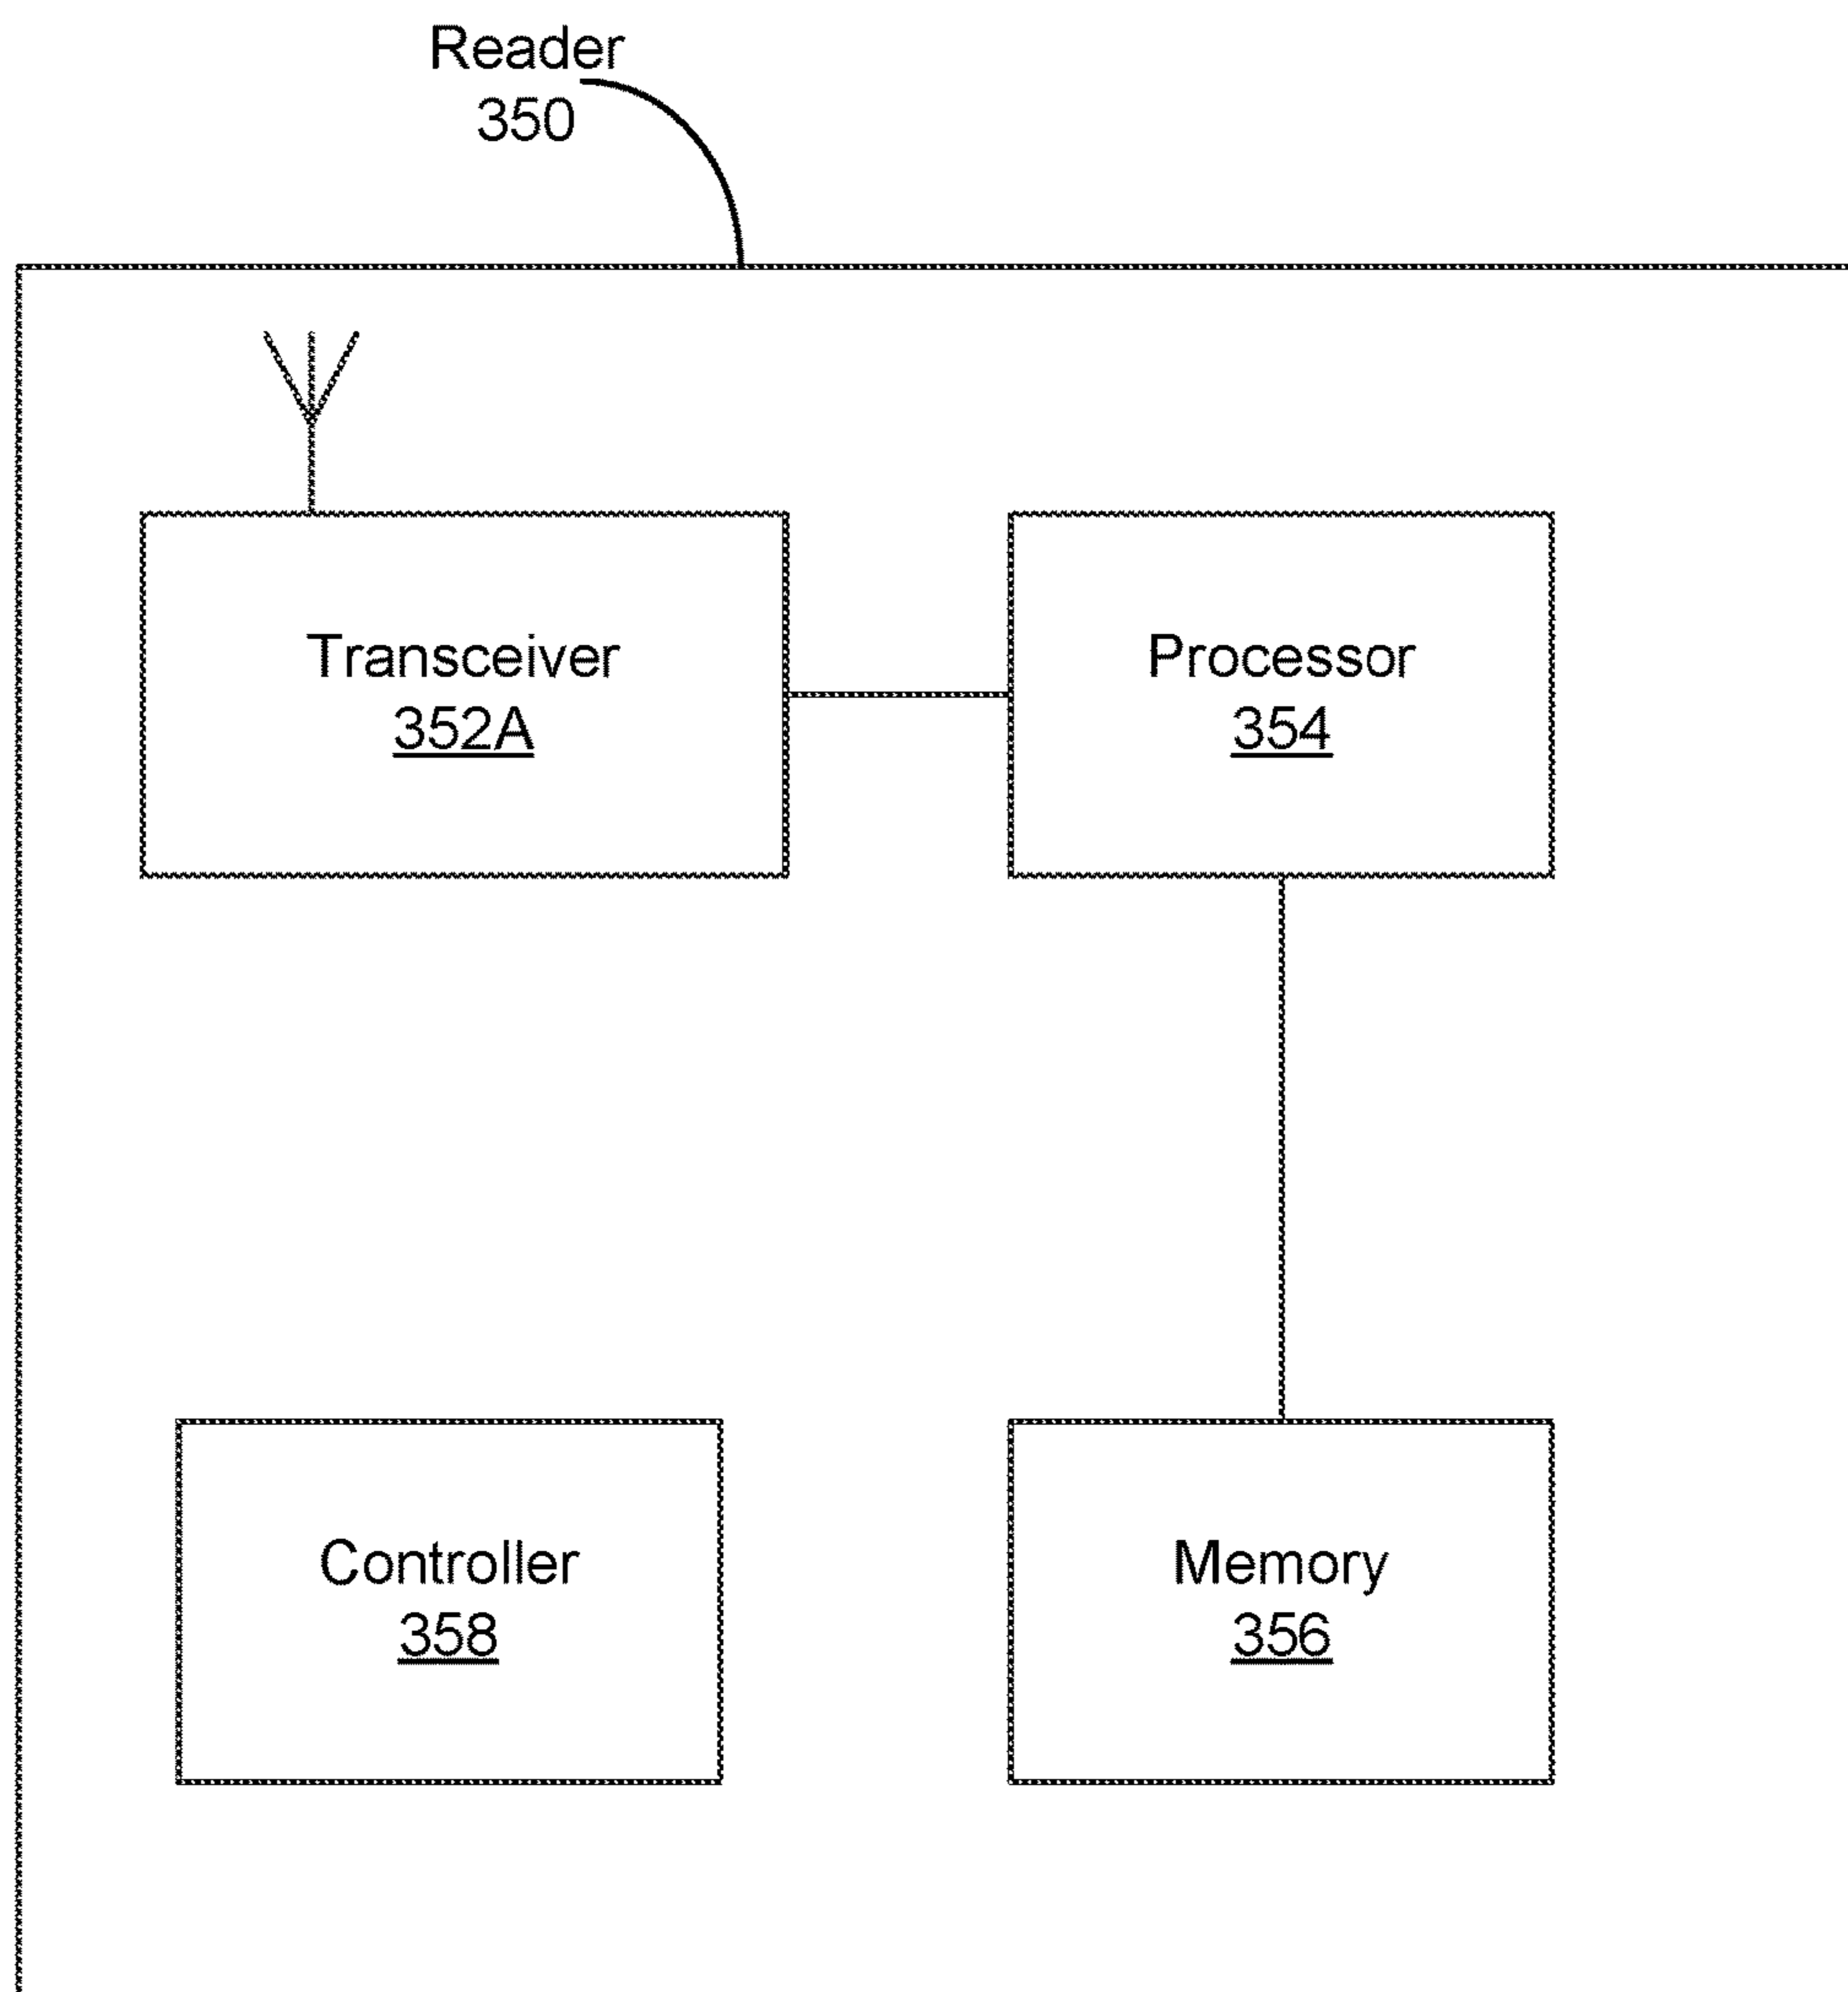 Reader
350
Transceiver
352A
Processor
354
Controller
358
Memory
356